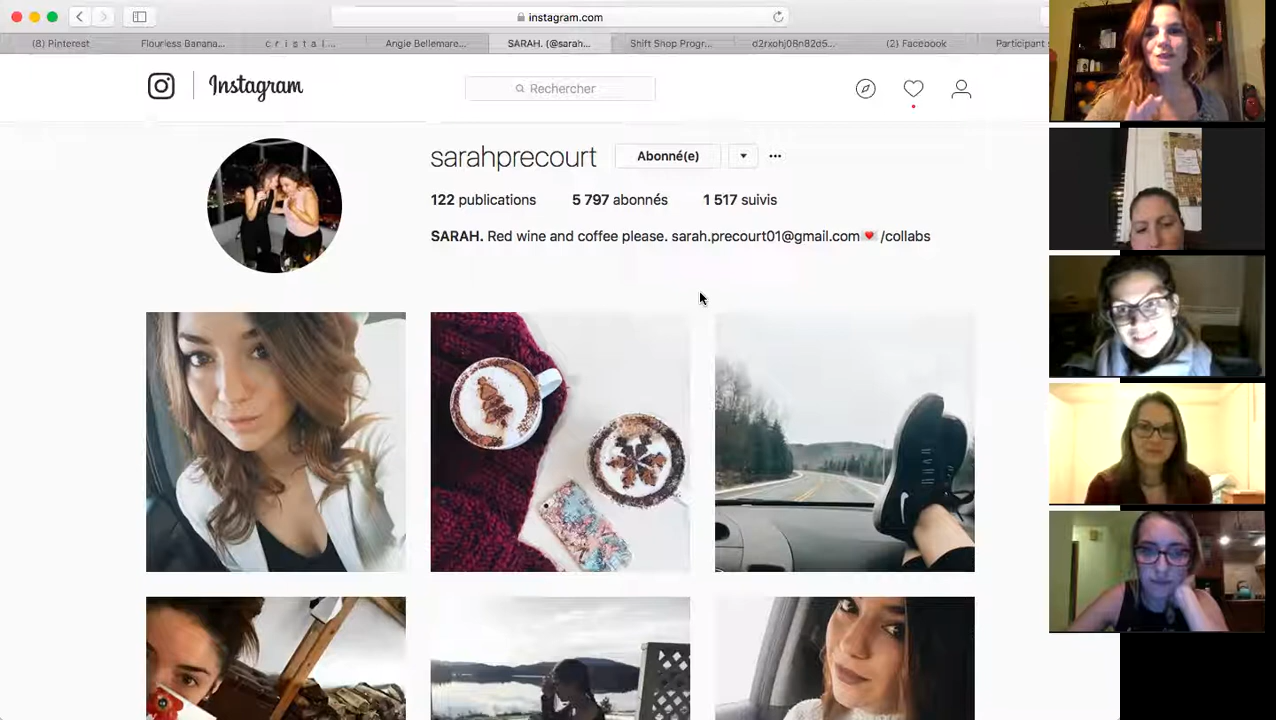 instagram.com
(8) Pinterest
Flourless Banana...
c r i s t a l ...
Angie Bellemare...
SARAH. (@sarah...
Shift Shop Progr...
d2rxohj08n82d5...
(2) Facebook
Participant
Instagram
Rechercher
sarahprecourt
Abonné(e)
122 publications
5 797 abonnés
1 517 suivis
SARAH. Red wine and coffee please. sarah.precourt01@gmail.com /collabs